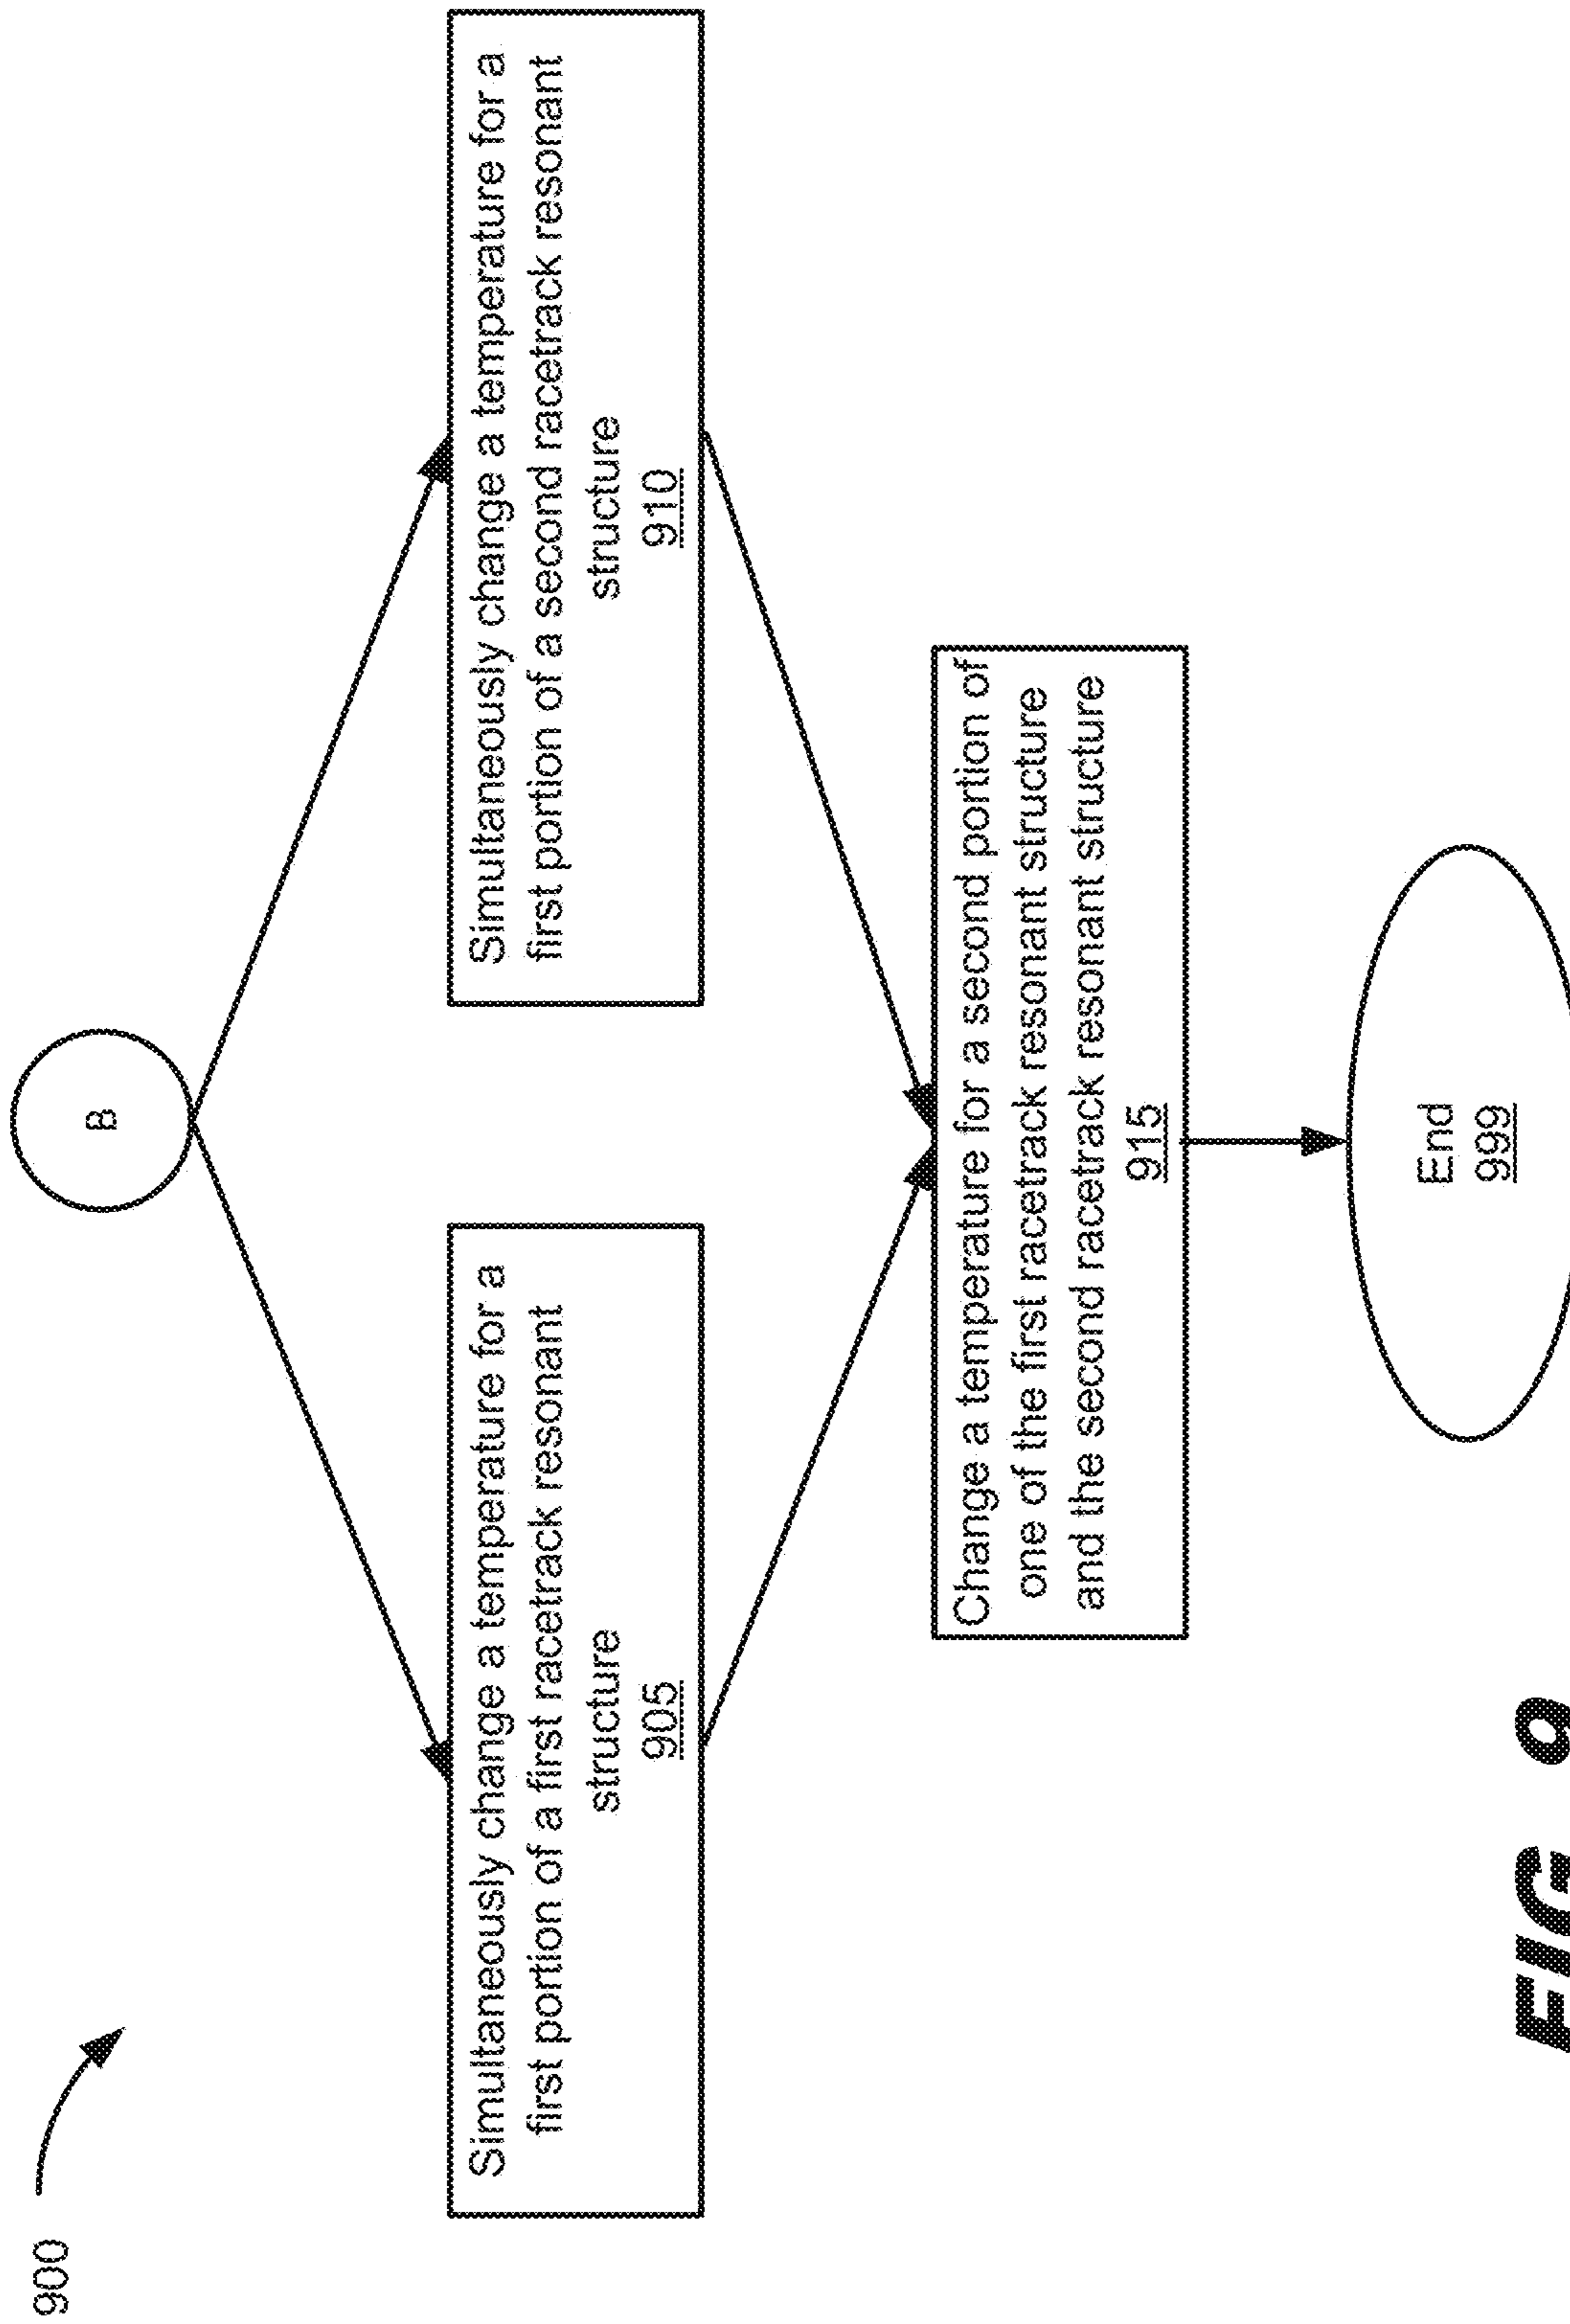 900
B
Simultaneously change a temperature for a
first portion of a first racetrack resonant
structure
905
Simultaneously change a temperature for a
first portion of a second racetrack resonant
structure
910
Change a temperature for a second portion of
one of the first racetrack resonant structure
and the second racetrack resonant structure
915
End
999
FIG 9